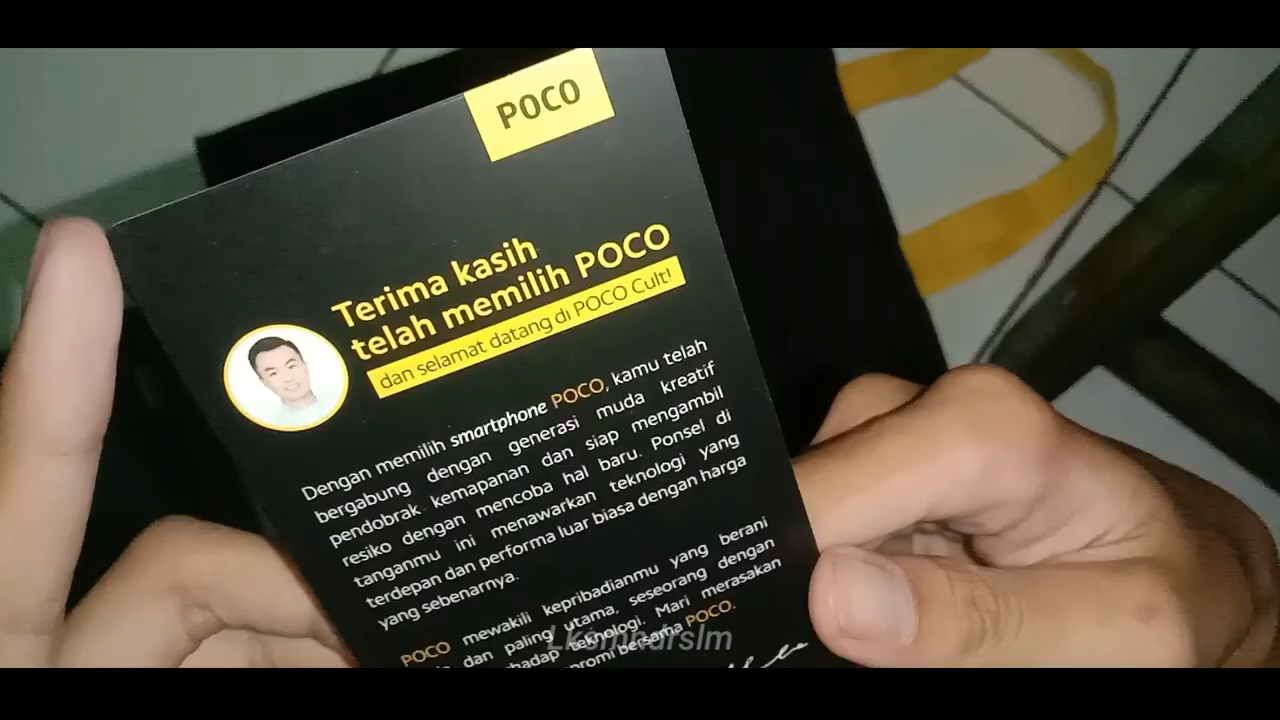 POCO
Terima kasih
telah memilih POCO
dan selamat datang di POCO Cult!
Dengan memilih smartphone POCO, kamu telah
bergabung dengan generasi muda kreatif
pendobrak kemapanan dan siap mengambil
resiko dengan mencoba hal baru. Ponsel di
tanganmu ini menawarkan teknologi yang
terdepan dan performa luar biasa dengan harga
yang sebenarnya.
POCO mewakili kepribadianmu yang berani
dan paling utama, seseorang dengan
teknologi. Mari merasakan
bersama POCO.